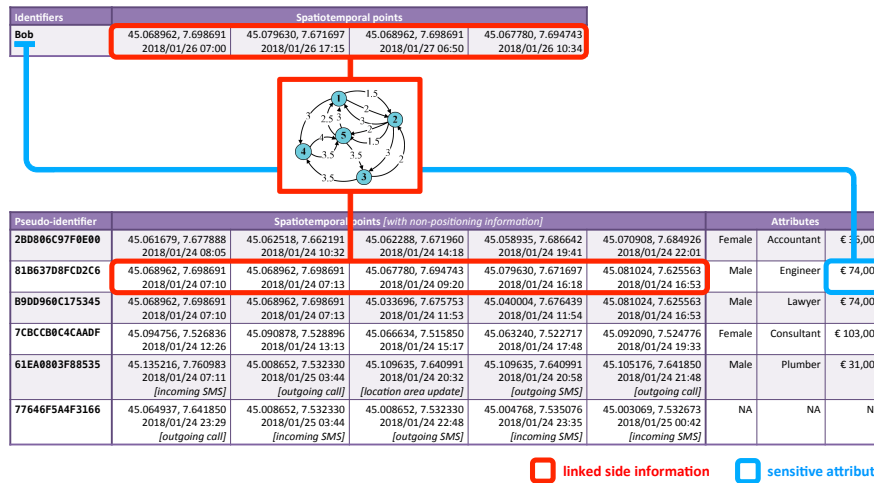 Identifiers Spatiotemporal points
Bob 45.068962, 7.698691 45.079630, 7.671697 45.068962, 7.698691 45.067780, 7.694743
2018/01/26 07:00 2018/01/26 17:15 2018/01/27 06:50 2018/01/26 10:34
1 1.5
2
3 2.5 3 3 2
4 5 2
4 1.5
3.5 3.5 3 2
3.5 3
Pseudo-identifier Spatiotemporal points [with non-positioning information] Attributes
2BD806C97F0E00 45.061679, 7.677888 45.062518, 7.662191 45.062288, 7.671960 45.058935, 7.686642 45.070908, 7.684926 Female Accountant
2018/01/24 08:05 2018/01/24 10:32 2018/01/24 14:18 2018/01/24 19:41 2018/01/24 22:01
81B637D8FCD2C6 45.068962, 7.698691 45.068962, 7.698691 45.067780, 7.694743 45.079630, 7.671697 45.081024, 7.625563 Male Engineer € 74,00
2018/01/24 07:10 2018/01/24 07:13 2018/01/24 09:20 2018/01/24 16:18 2018/01/24 16:53
B9DD960C175345 45.068962, 7.698691 45.068962, 7.698691 45.033696, 7.675753 45.040004, 7.676439 45.081024, 7.625563 Male Lawyer € 74,00
2018/01/24 07:10 2018/01/24 07:13 2018/01/24 11:53 2018/01/24 11:54 2018/01/24 16:53
7CBCCB0C4CAADF 45.094756, 7.526836 45.090878, 7.528896 45.066634, 7.515850 45.063240, 7.522717 45.092090, 7.524776 Female Consultant € 103,00
2018/01/24 12:26 2018/01/24 13:13 2018/01/24 15:17 2018/01/24 17:48 2018/01/24 19:33
61EA0803F88535 45.135216, 7.760983 45.008652, 7.532330 45.109635, 7.640991 45.109635, 7.640991 45.105176, 7.641850 Male Plumber € 31,00
2018/01/24 07:11 2018/01/25 03:44 2018/01/24 20:32 2018/01/24 20:58 2018/01/24 21:48
[incoming SMS] [outgoing call] [location area update] [outgoing SMS] [outgoing call]
77646F5A4F3166 45.064937, 7.641850 45.008652, 7.532330 45.008652, 7.532330 45.004768, 7.535076 45.003069, 7.532673 NA NA N
2018/01/24 23:29 2018/01/25 03:44 2018/01/24 22:48 2018/01/24 23:35 2018/01/25 00:42
[outgoing call] [incoming SMS] [outgoing SMS] [incoming SMS] [incoming SMS]
linked side information sensitive attribut